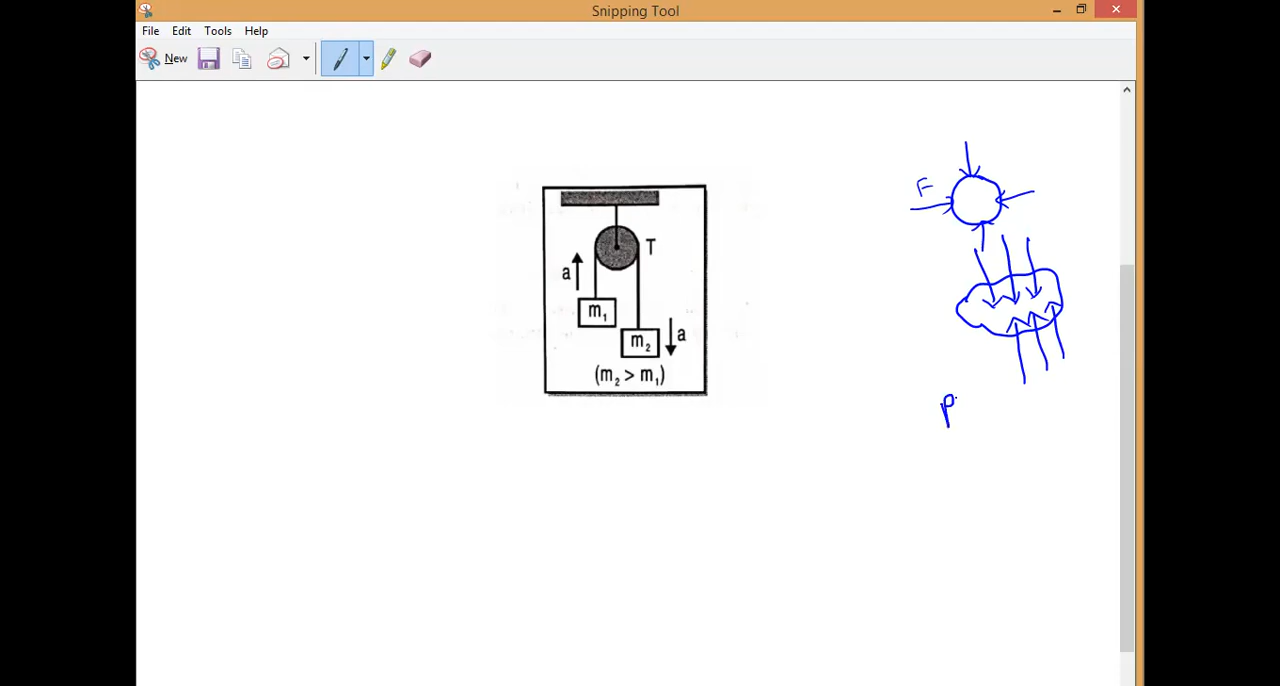 Snipping Tool
File Edit Tools Help
New
F
T
a
m₁
m₂ a
(m₂ > m₁)
P